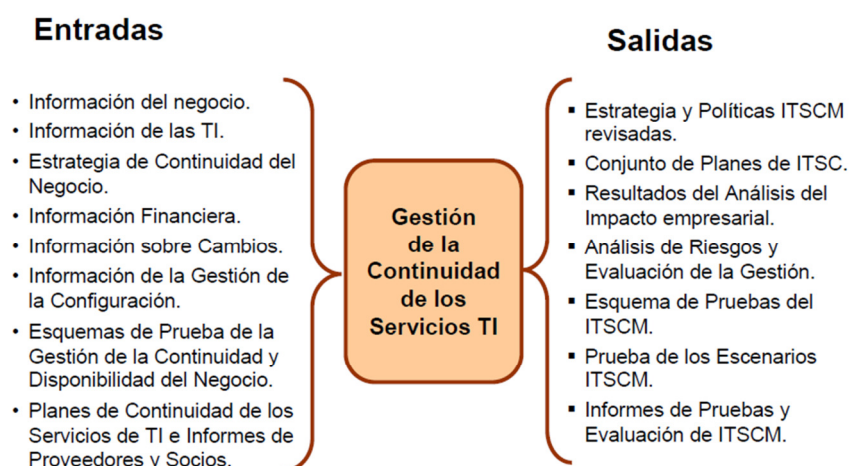 Entradas
• Información del negocio.
• Información de las TI.
• Estrategia de Continuidad del
Negocio.
• Información Financiera.
• Información sobre Cambios.
• Información de la Gestión de
la Configuración.
• Esquemas de Prueba de la
Gestión de la Continuidad y
Disponibilidad del Negocio.
• Planes de Continuidad de los
Servicios de TI e Informes de
Proveedores y Socios.
Gestión
de la
Continuidad
de los
Servicios TI
Salidas
▪ Estrategia y Políticas ITSCM
revisadas.
▪ Conjunto de Planes de ITSC.
▪ Resultados del Análisis del
Impacto empresarial.
▪ Análisis de Riesgos y
Evaluación de la Gestión.
▪ Esquema de Pruebas del
ITSCM.
▪ Prueba de los Escenarios
ITSCM.
▪ Informes de Pruebas y
Evaluación de ITSCM.